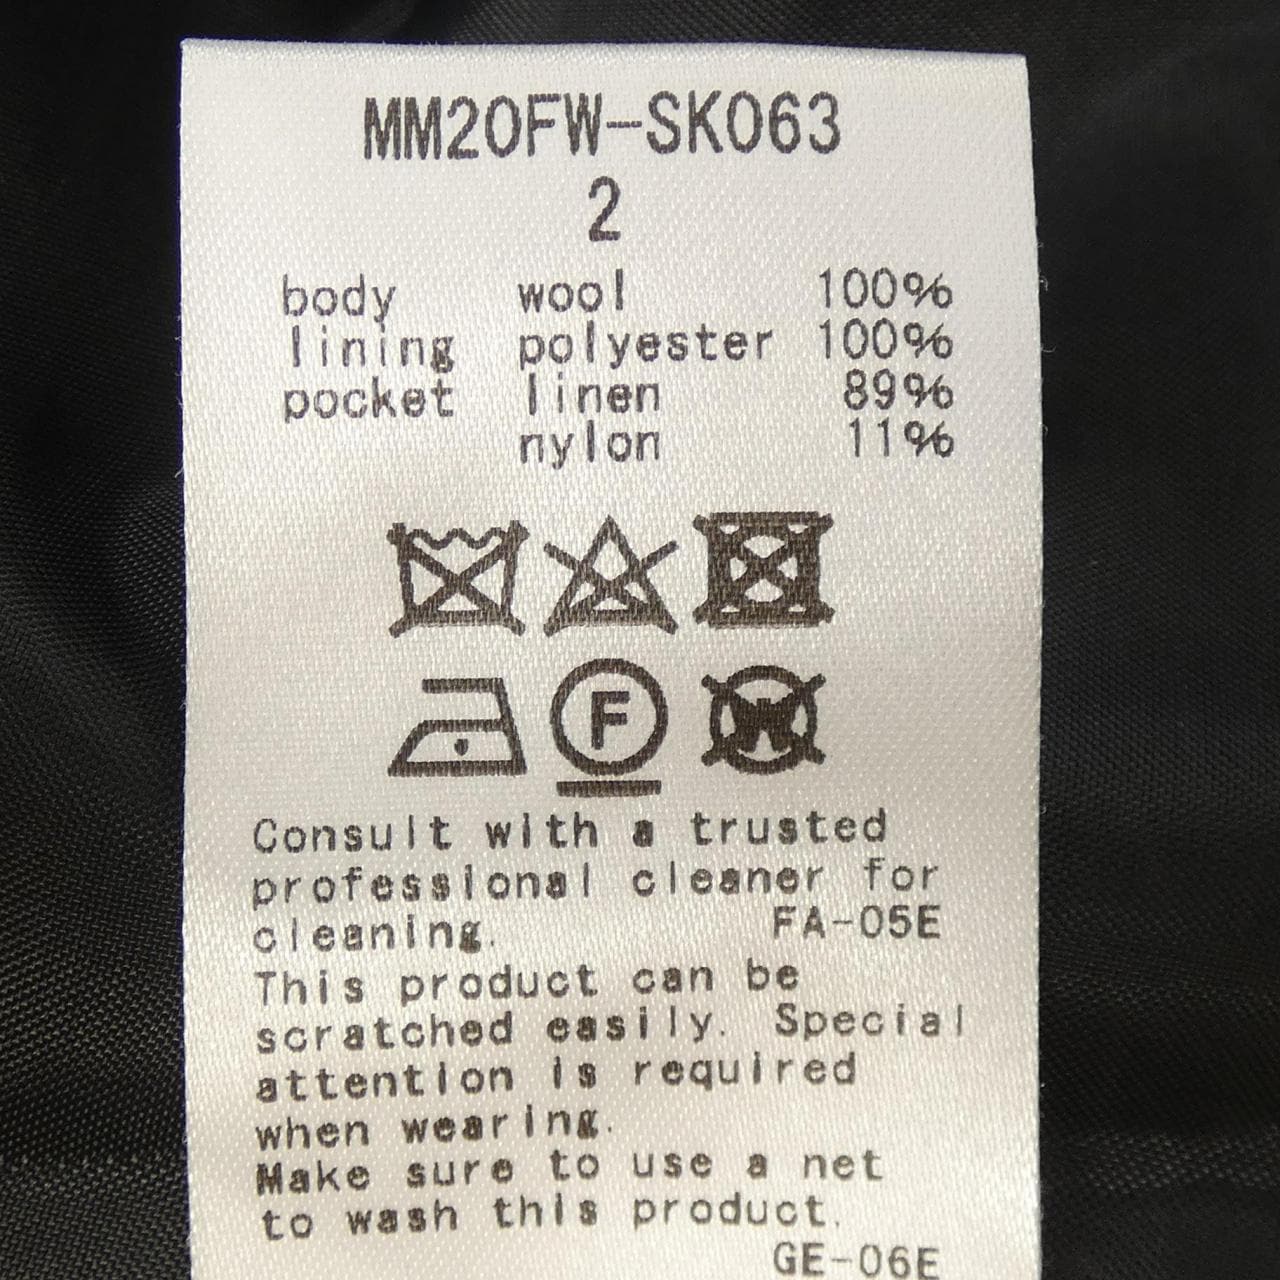 MM20FW-SK063
2
body wool 100%
lining polyester 100%
pocket linen 89%
nylon 11%
F
W
Consult with a trusted
professional cleaner for
cleaning. FA-05E
This product can be
scratched easily. Special
attention is required
when wearing.
Make sure to use a net
to wash this product.
GE-06E